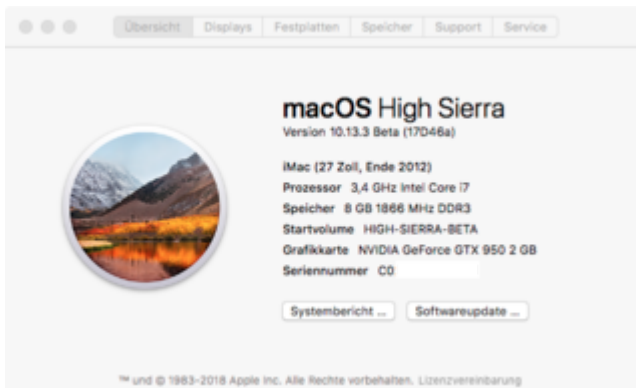 Übersicht Displays Festplatten Speicher Support Service
macOS High Sierra
Version 10.13.3 Beta (17D46a)
iMac (27 Zoll, Ende 2012)
Prozessor 3,4 GHz Intel Core i7
Speicher 8 GB 1866 MHz DDR3
Startvolume HIGH-SIERRA-BETA
Grafikkarte NVIDIA GeForce GTX 950 2 GB
Seriennummer C0
Systembericht ... Softwareupdate ...
™ und © 1983-2018 Apple Inc. Alle Rechte vorbehalten. Lizenzvereinbarung